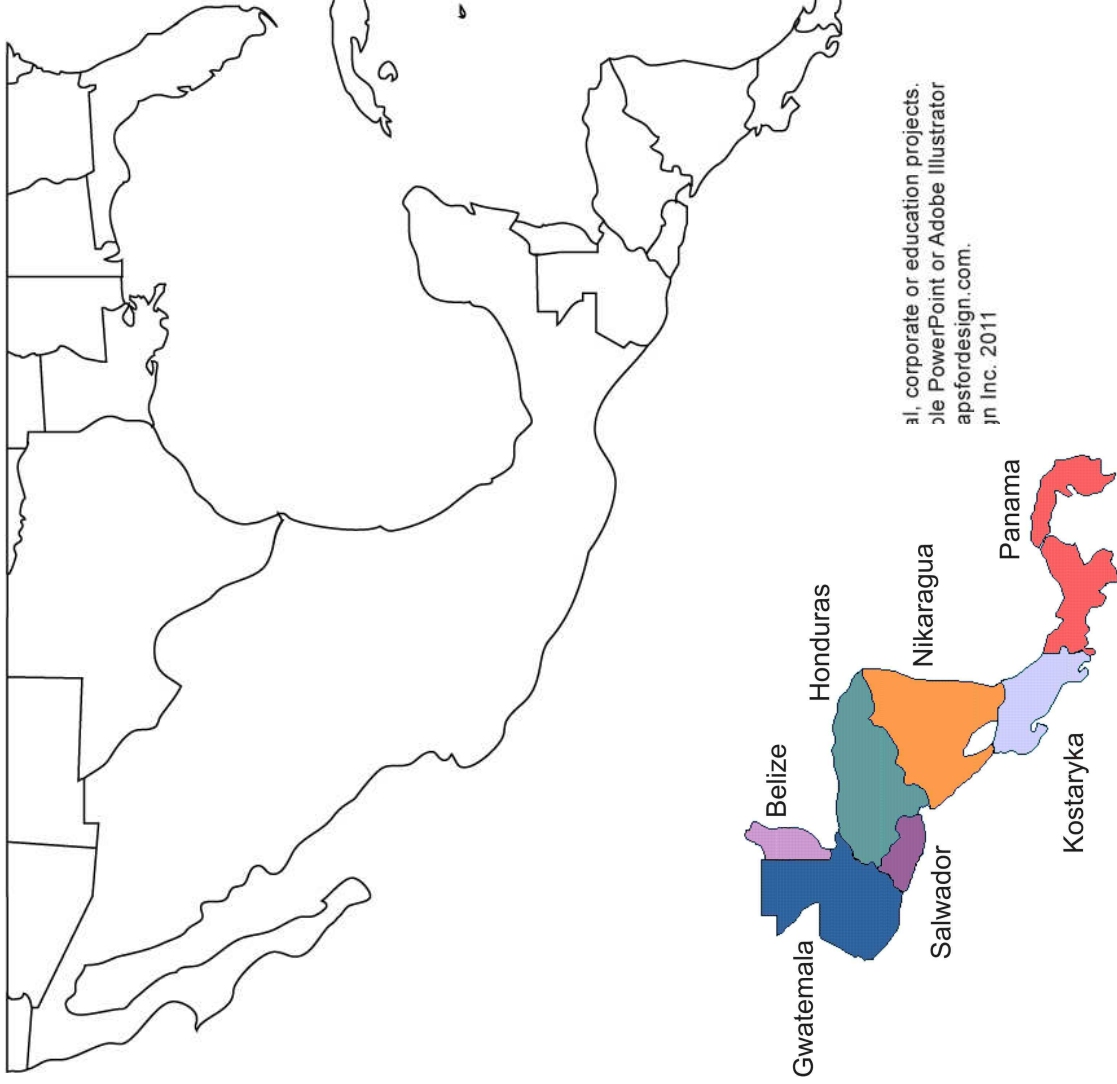 al, corporate or education projects.
ble PowerPoint or Adobe Illustrator
apsfordesign.com.
gn Inc. 2011
Gwatemala
Belize
Salwador
Honduras
Nikaragua
Kostaryka
Panama